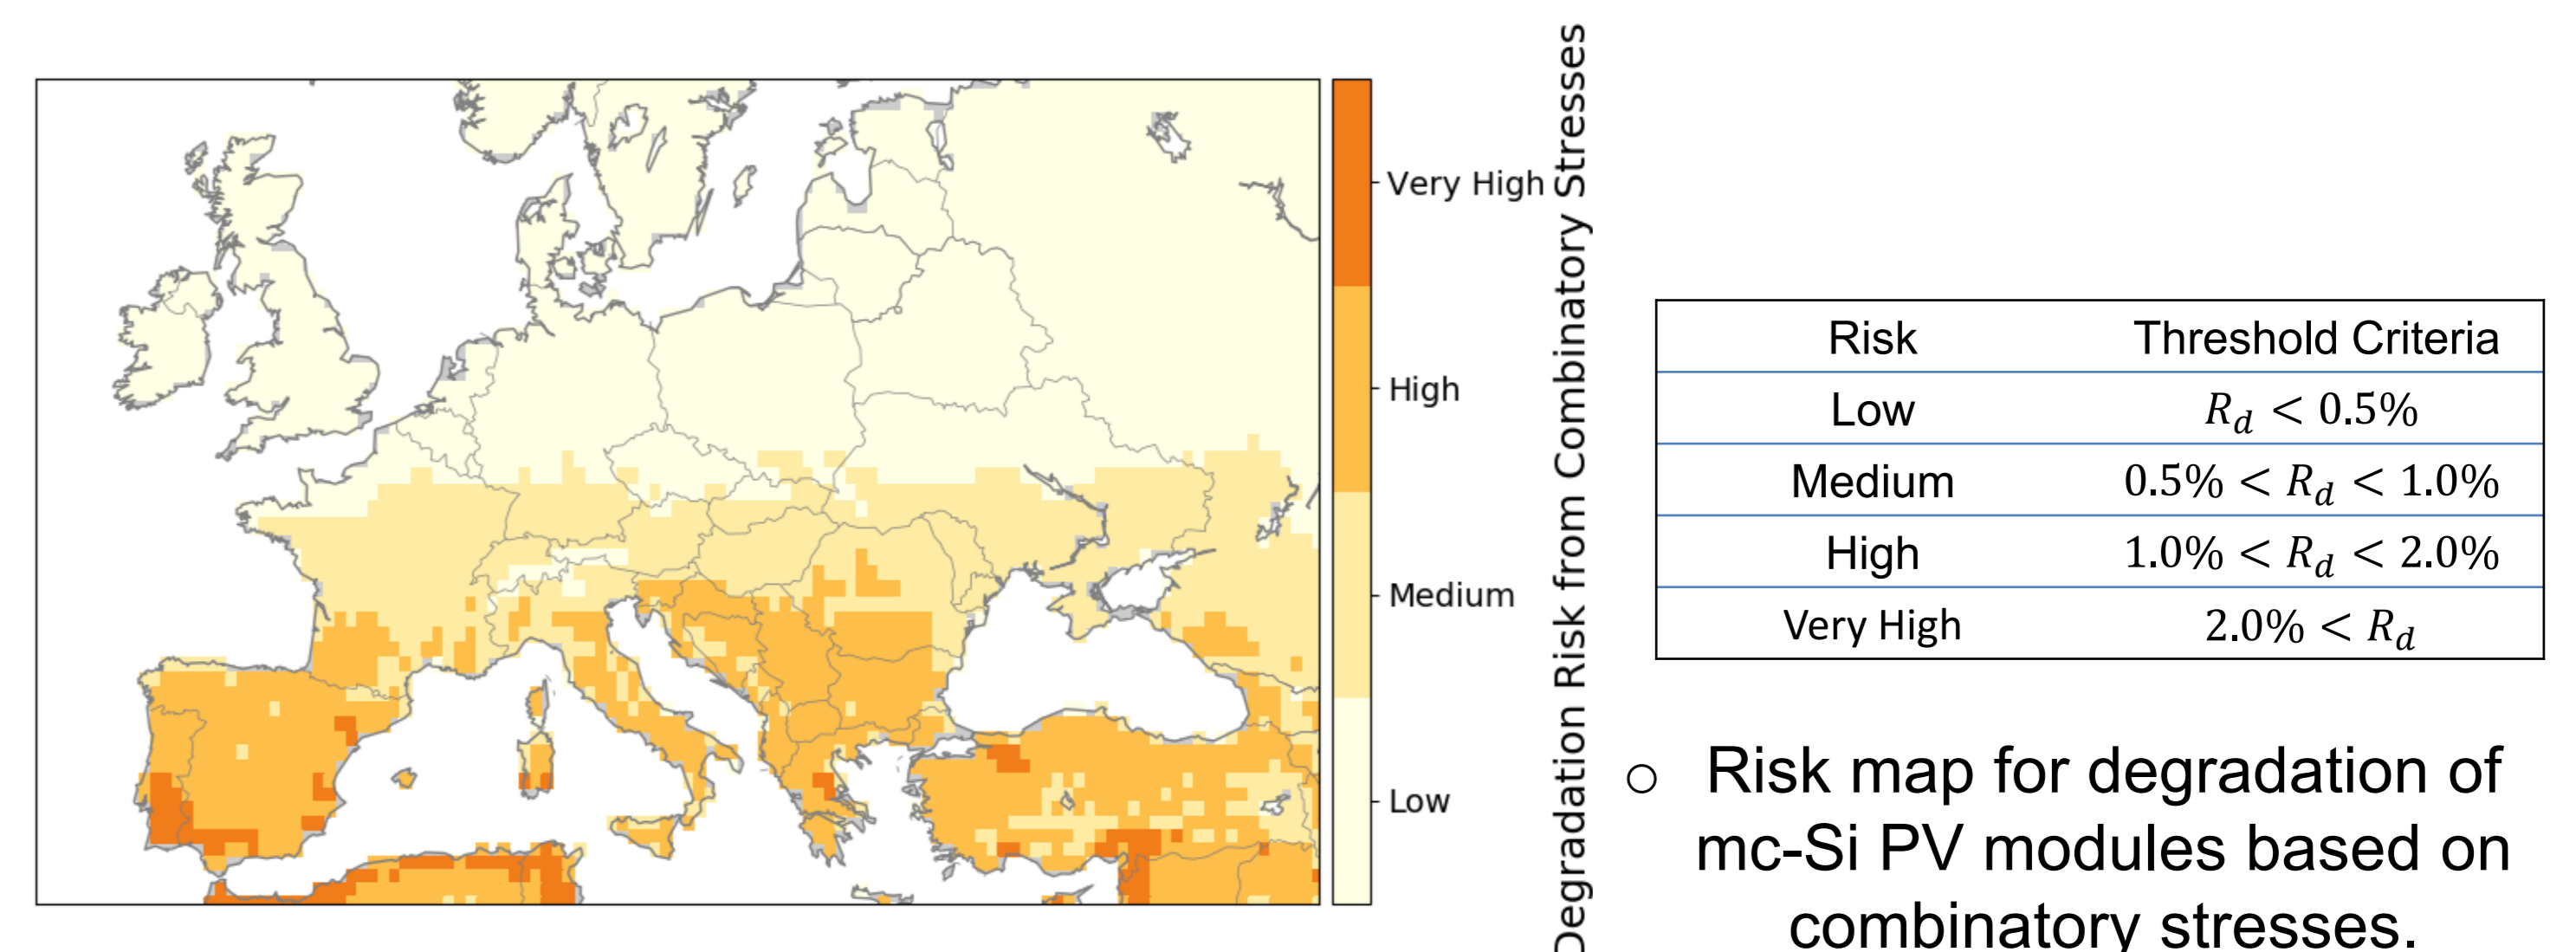 Very High
High
Medium
Low
Degradation Risk from Combinatory Stresses
Risk Threshold Criteria
Low R_d < 0.5%
Medium 0.5% < R_d < 1.0%
High 1.0% < R_d < 2.0%
Very High 2.0% < R_d
○ Risk map for degradation of
mc-Si PV modules based on
combinatory stresses.